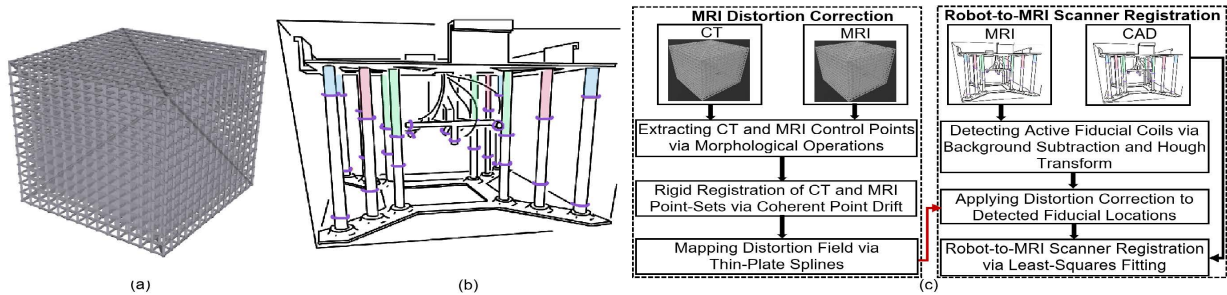 MRI Distortion Correction
CT
MRI
Extracting CT and MRI Control Points
via Morphological Operations
Rigid Registration of CT and MRI
Point-Sets via Coherent Point Drift
Mapping Distortion Field via
Thin-Plate Splines
Robot-to-MRI Scanner Registration
MRI
CAD
Detecting Active Fiducial Coils via
Background Subtraction and Hough
Transform
Applying Distortion Correction to
Detected Fiducial Locations
Robot-to-MRI Scanner Registration
via Least-Squares Fitting
(a)
(b)
(c)